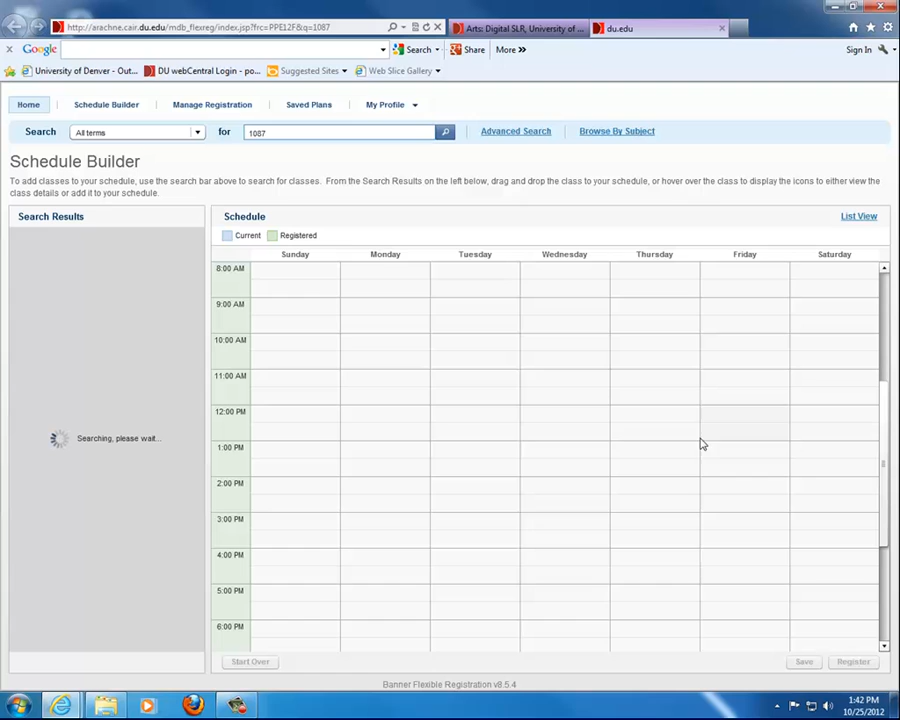 http://arachne.cair.du.edu/mdb_flexreg/index.jsp?frc=PPE12F&q=1087
Arts: Digital SLR, University of ...
du.edu
Google
Search
Share
More »
Sign In
University of Denver - Out...
DU webCentral Login - po...
Suggested Sites
Web Slice Gallery
Home
Schedule Builder
Manage Registration
Saved Plans
My Profile
Search
All terms
for
1087
Advanced Search
Browse By Subject
Schedule Builder
To add classes to your schedule, use the search bar above to search for classes. From the Search Results on the left below, drag and drop the class to your schedule, or hover over the class to display the icons to either view the
class details or add it to your schedule.
Search Results
Schedule
List View
Current
Registered
Sunday
Monday
Tuesday
Wednesday
Thursday
Friday
Saturday
8:00 AM
9:00 AM
10:00 AM
11:00 AM
12:00 PM
1:00 PM
2:00 PM
3:00 PM
4:00 PM
5:00 PM
6:00 PM
Searching, please wait...
Start Over
Save
Register
Banner Flexible Registration v8.5.4
1:42 PM
10/25/2012